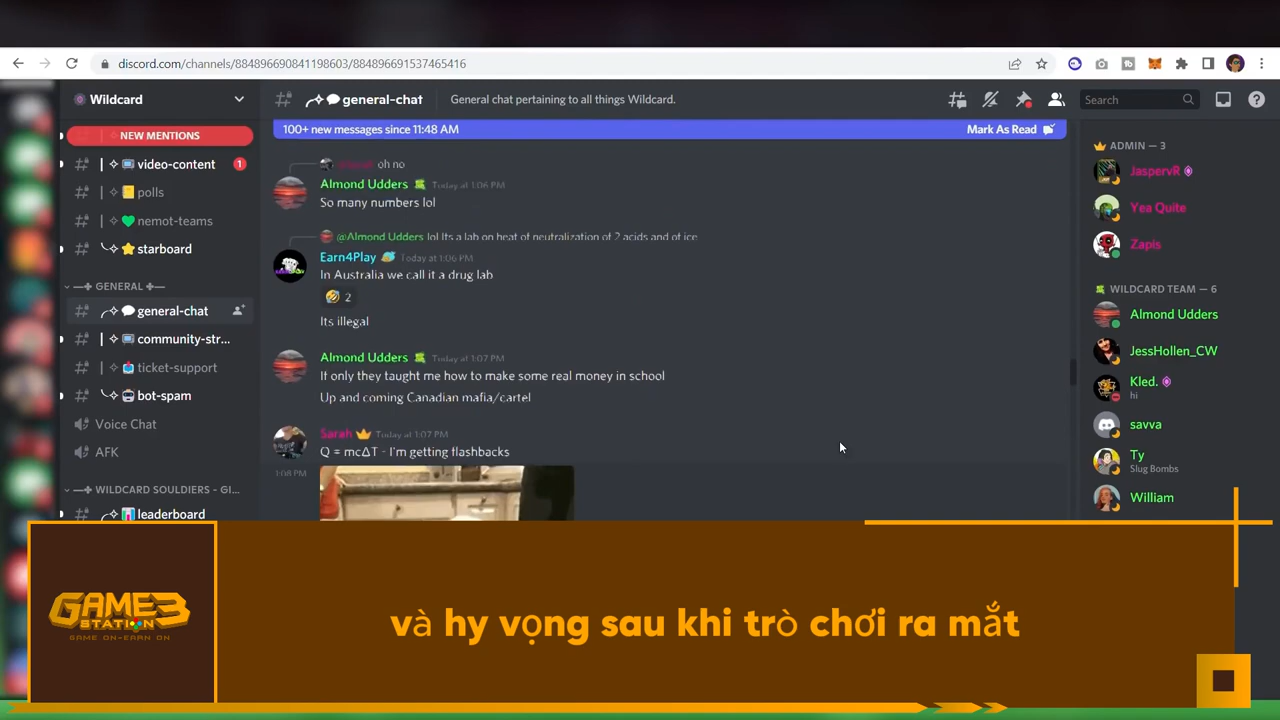 discord.com/channels/884896690841198603/884896691537465416
Wildcard
general-chat
General chat pertaining to all things Wildcard.
Search
100+ new messages since 11:48 AM
Mark As Read
NEW MENTIONS
video-content
1
polls
nemot-teams
starboard
GENERAL
general-chat
community-str...
ticket-support
bot-spam
Voice Chat
AFK
WILDCARD SOULDIERS - GI...
leaderboard
oh no
Almond Udders Today at 1:06 PM
So many numbers lol
@Almond Udders lol Its a lab on heat of neutralization of 2 acids and of ice
Earn4Play Today at 1:06 PM
In Australia we call it a drug lab
2
Its illegal
Almond Udders Today at 1:07 PM
If only they taught me how to make some real money in school
Up and coming Canadian mafia/cartel
Sarah Today at 1:07 PM
Q = mcΔT - I'm getting flashbacks
1:08 PM
ADMIN — 3
JaspervR
Yea Quite
Zapis
WILDCARD TEAM — 6
Almond Udders
JessHollen_CW
Kled.
hi
savva
Ty
Slug Bombs
William
GAME3
STATION
GAME ON-EARN ON
và hy vọng sau khi trò chơi ra mắt